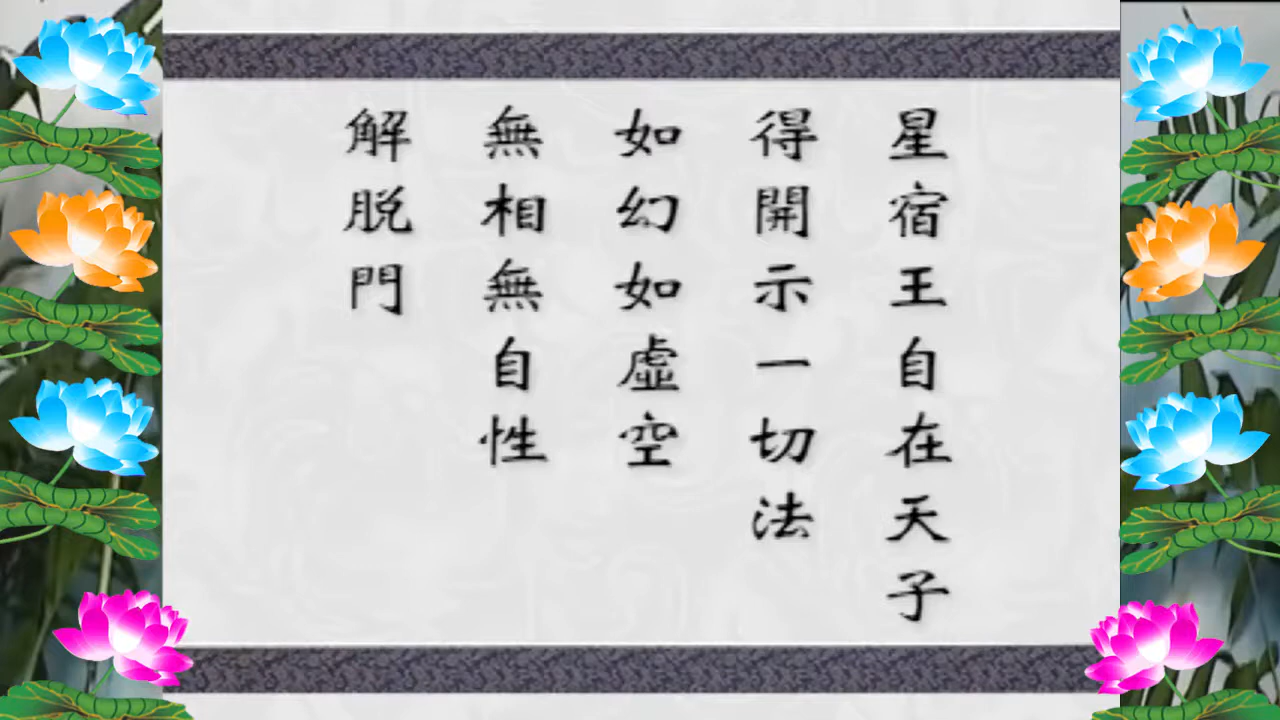 星宿王自在天子
得開示一切法
如幻如虛空
無相無自性
解脱門